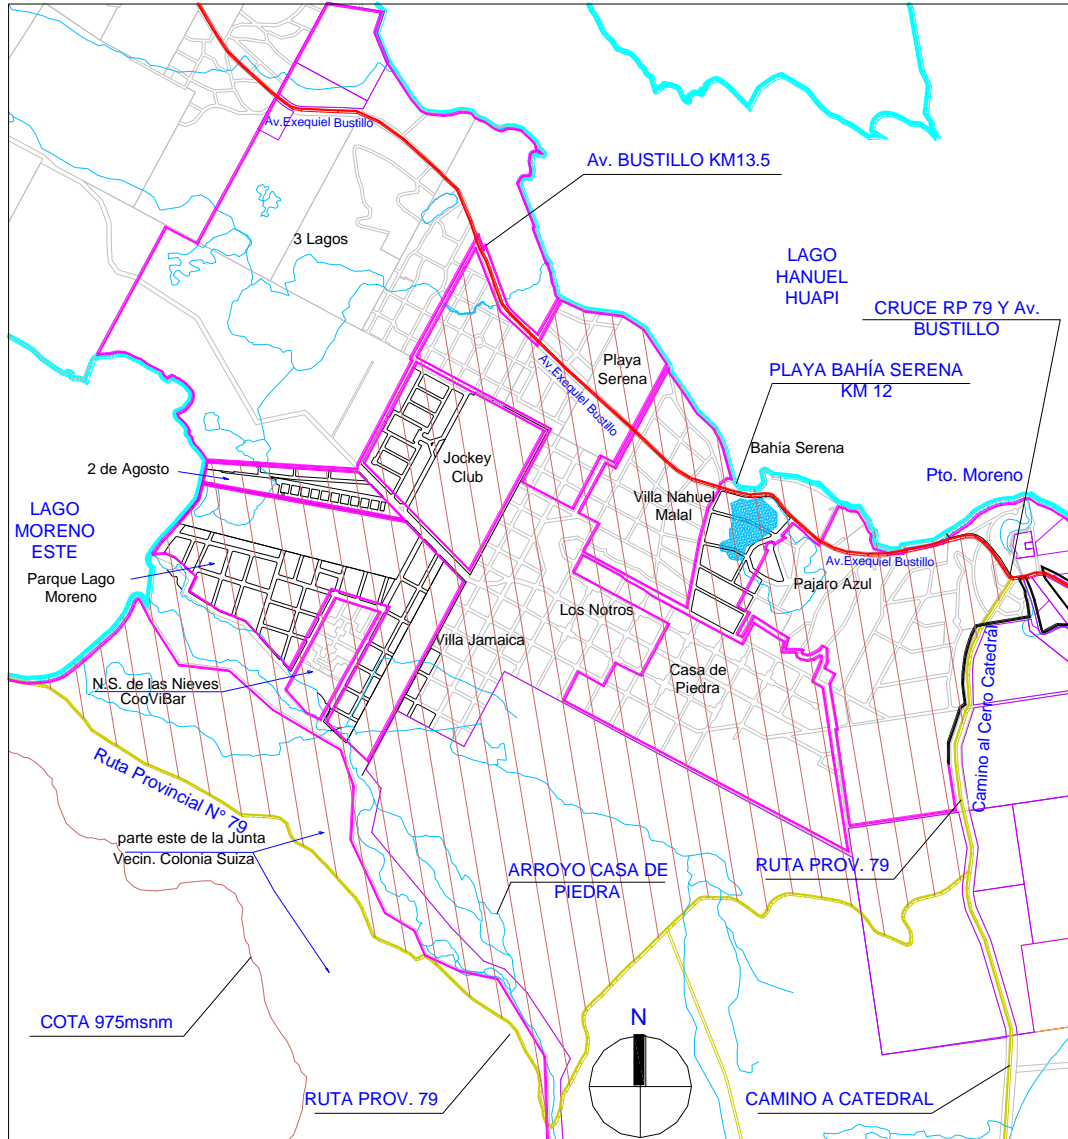 Av.Exequiel Bustillo
Av. BUSTILLO KM13.5
3 Lagos
LAGO
HANUEL
HUAPI
CRUCE RP 79 Y Av.
BUSTILLO
Playa
Serena
Av.Exequiel Bustillo
PLAYA BAHÍA SERENA
KM 12
Bahía Serena
Jockey
Club
2 de Agosto
Pto. Moreno
Villa Nahuel
Malal
LAGO
MORENO
ESTE
Av.Exequiel Bustillo
Parque Lago
Moreno
Pajaro Azul
Los Notros
Villa Jamaica
Casa de
Piedra
N.S. de las Nieves
CooViBar
Camino al Cerro Catedrál
Ruta Provincial N° 79
parte este de la Junta
Vecin. Colonia Suiza
RUTA PROV. 79
ARROYO CASA DE
PIEDRA
COTA 975msnm
N
RUTA PROV. 79
CAMINO A CATEDRAL